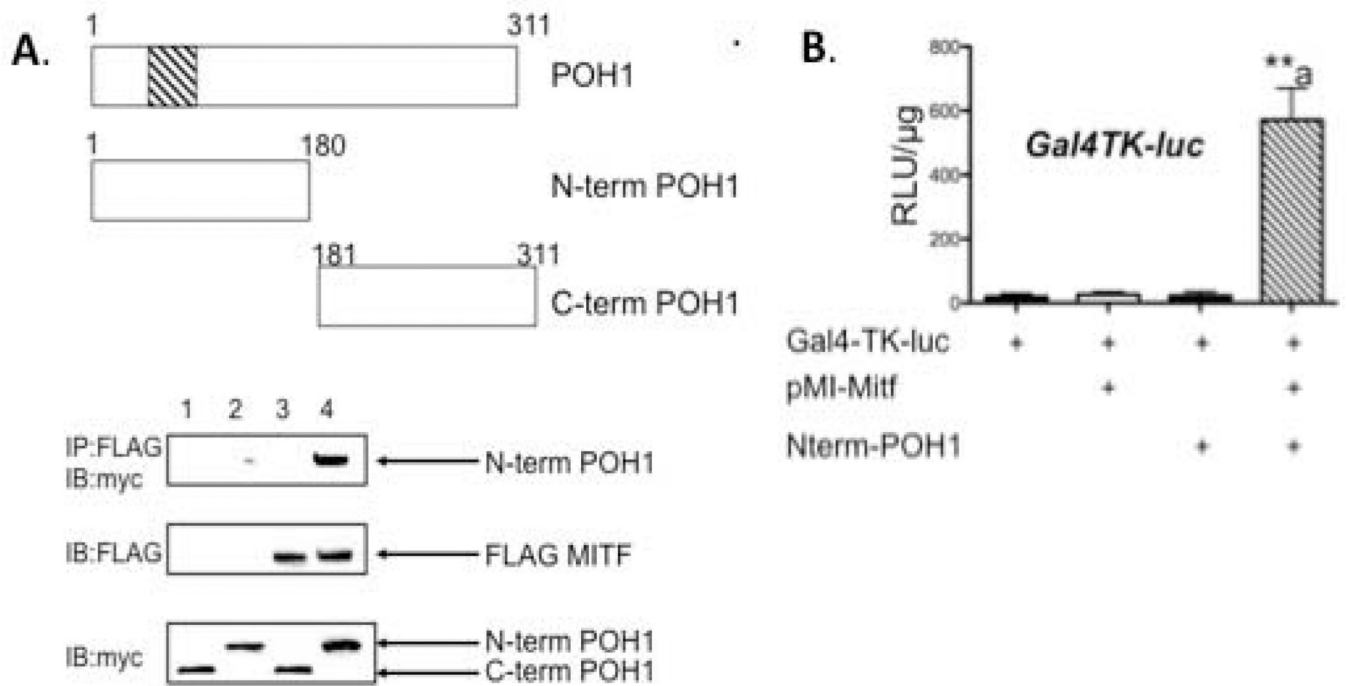 A.
1 311
POH1
1 180
N-term POH1
181 311
C-term POH1
1 2 3 4
IP:FLAG
IB:myc
N-term POH1
IB:FLAG
FLAG MITF
IB:myc
N-term POH1
C-term POH1
B.
800
600
400
200
0
RLU/µg
Gal4TK-luc
**a
Gal4-TK-luc + + + +
pMI-Mitf + +
Nterm-POH1 + +